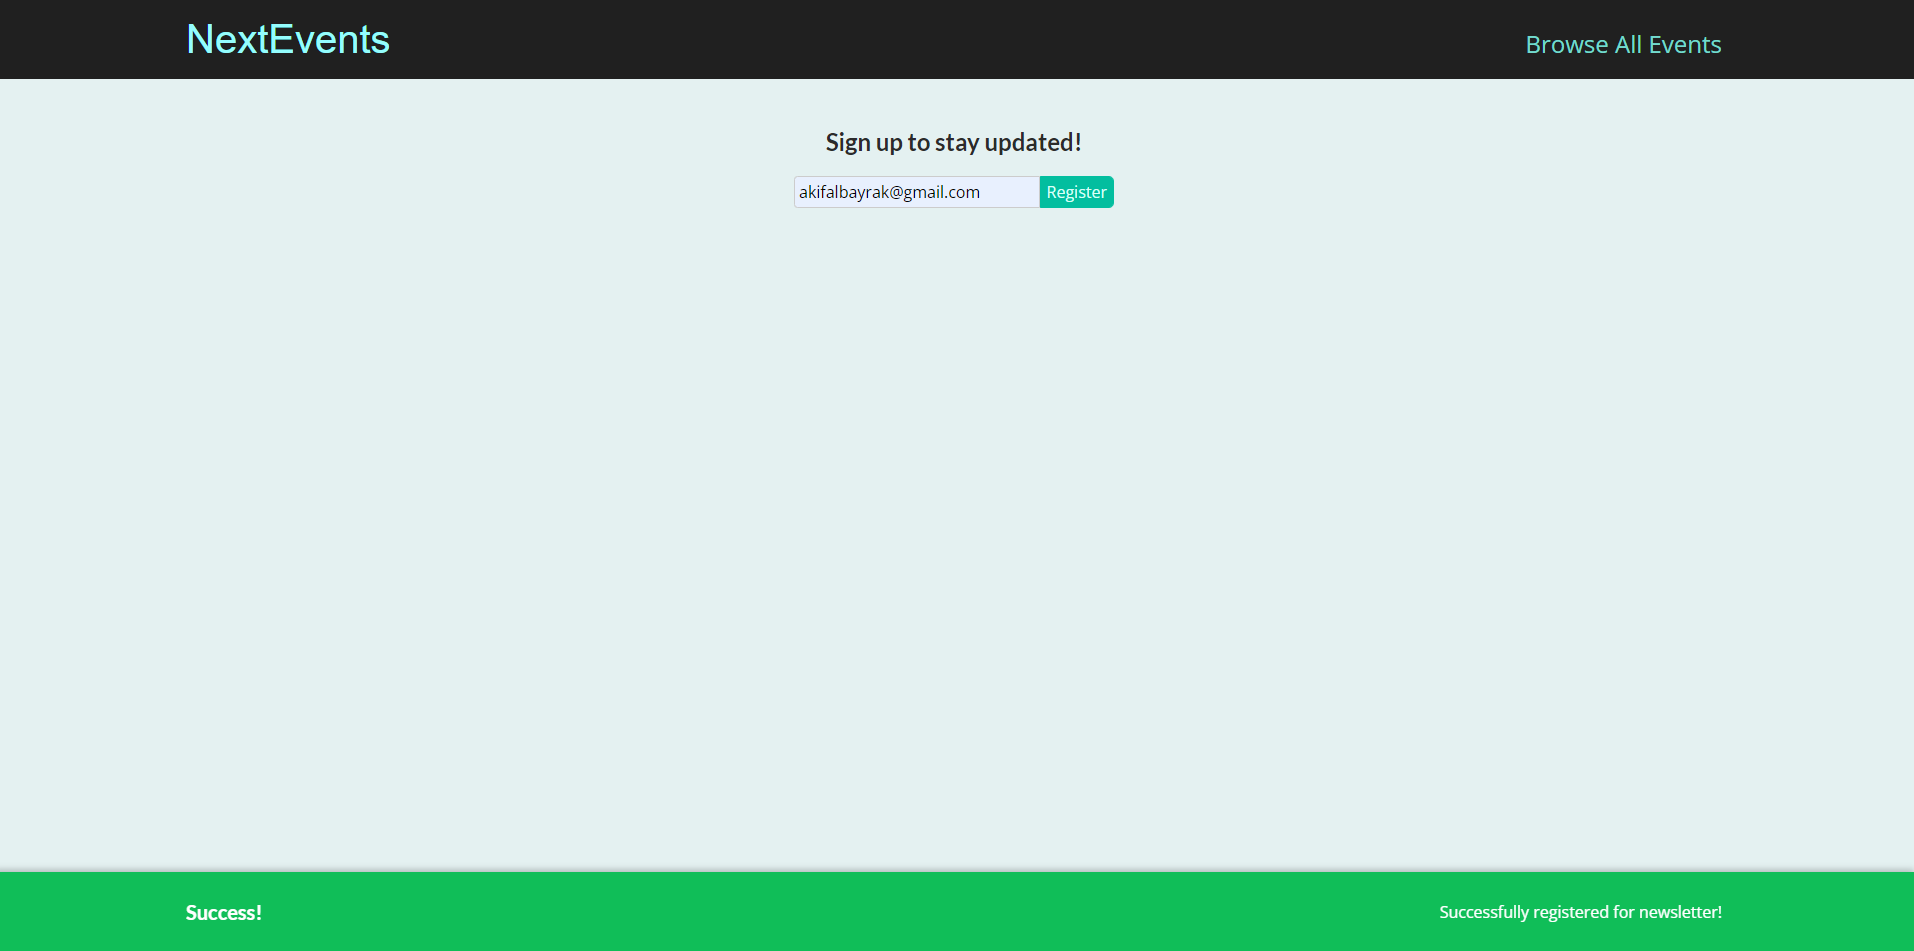 NextEvents
Browse All Events
Sign up to stay updated!
akifalbayrak@gmail.com Register
Success! Successfully registered for newsletter!